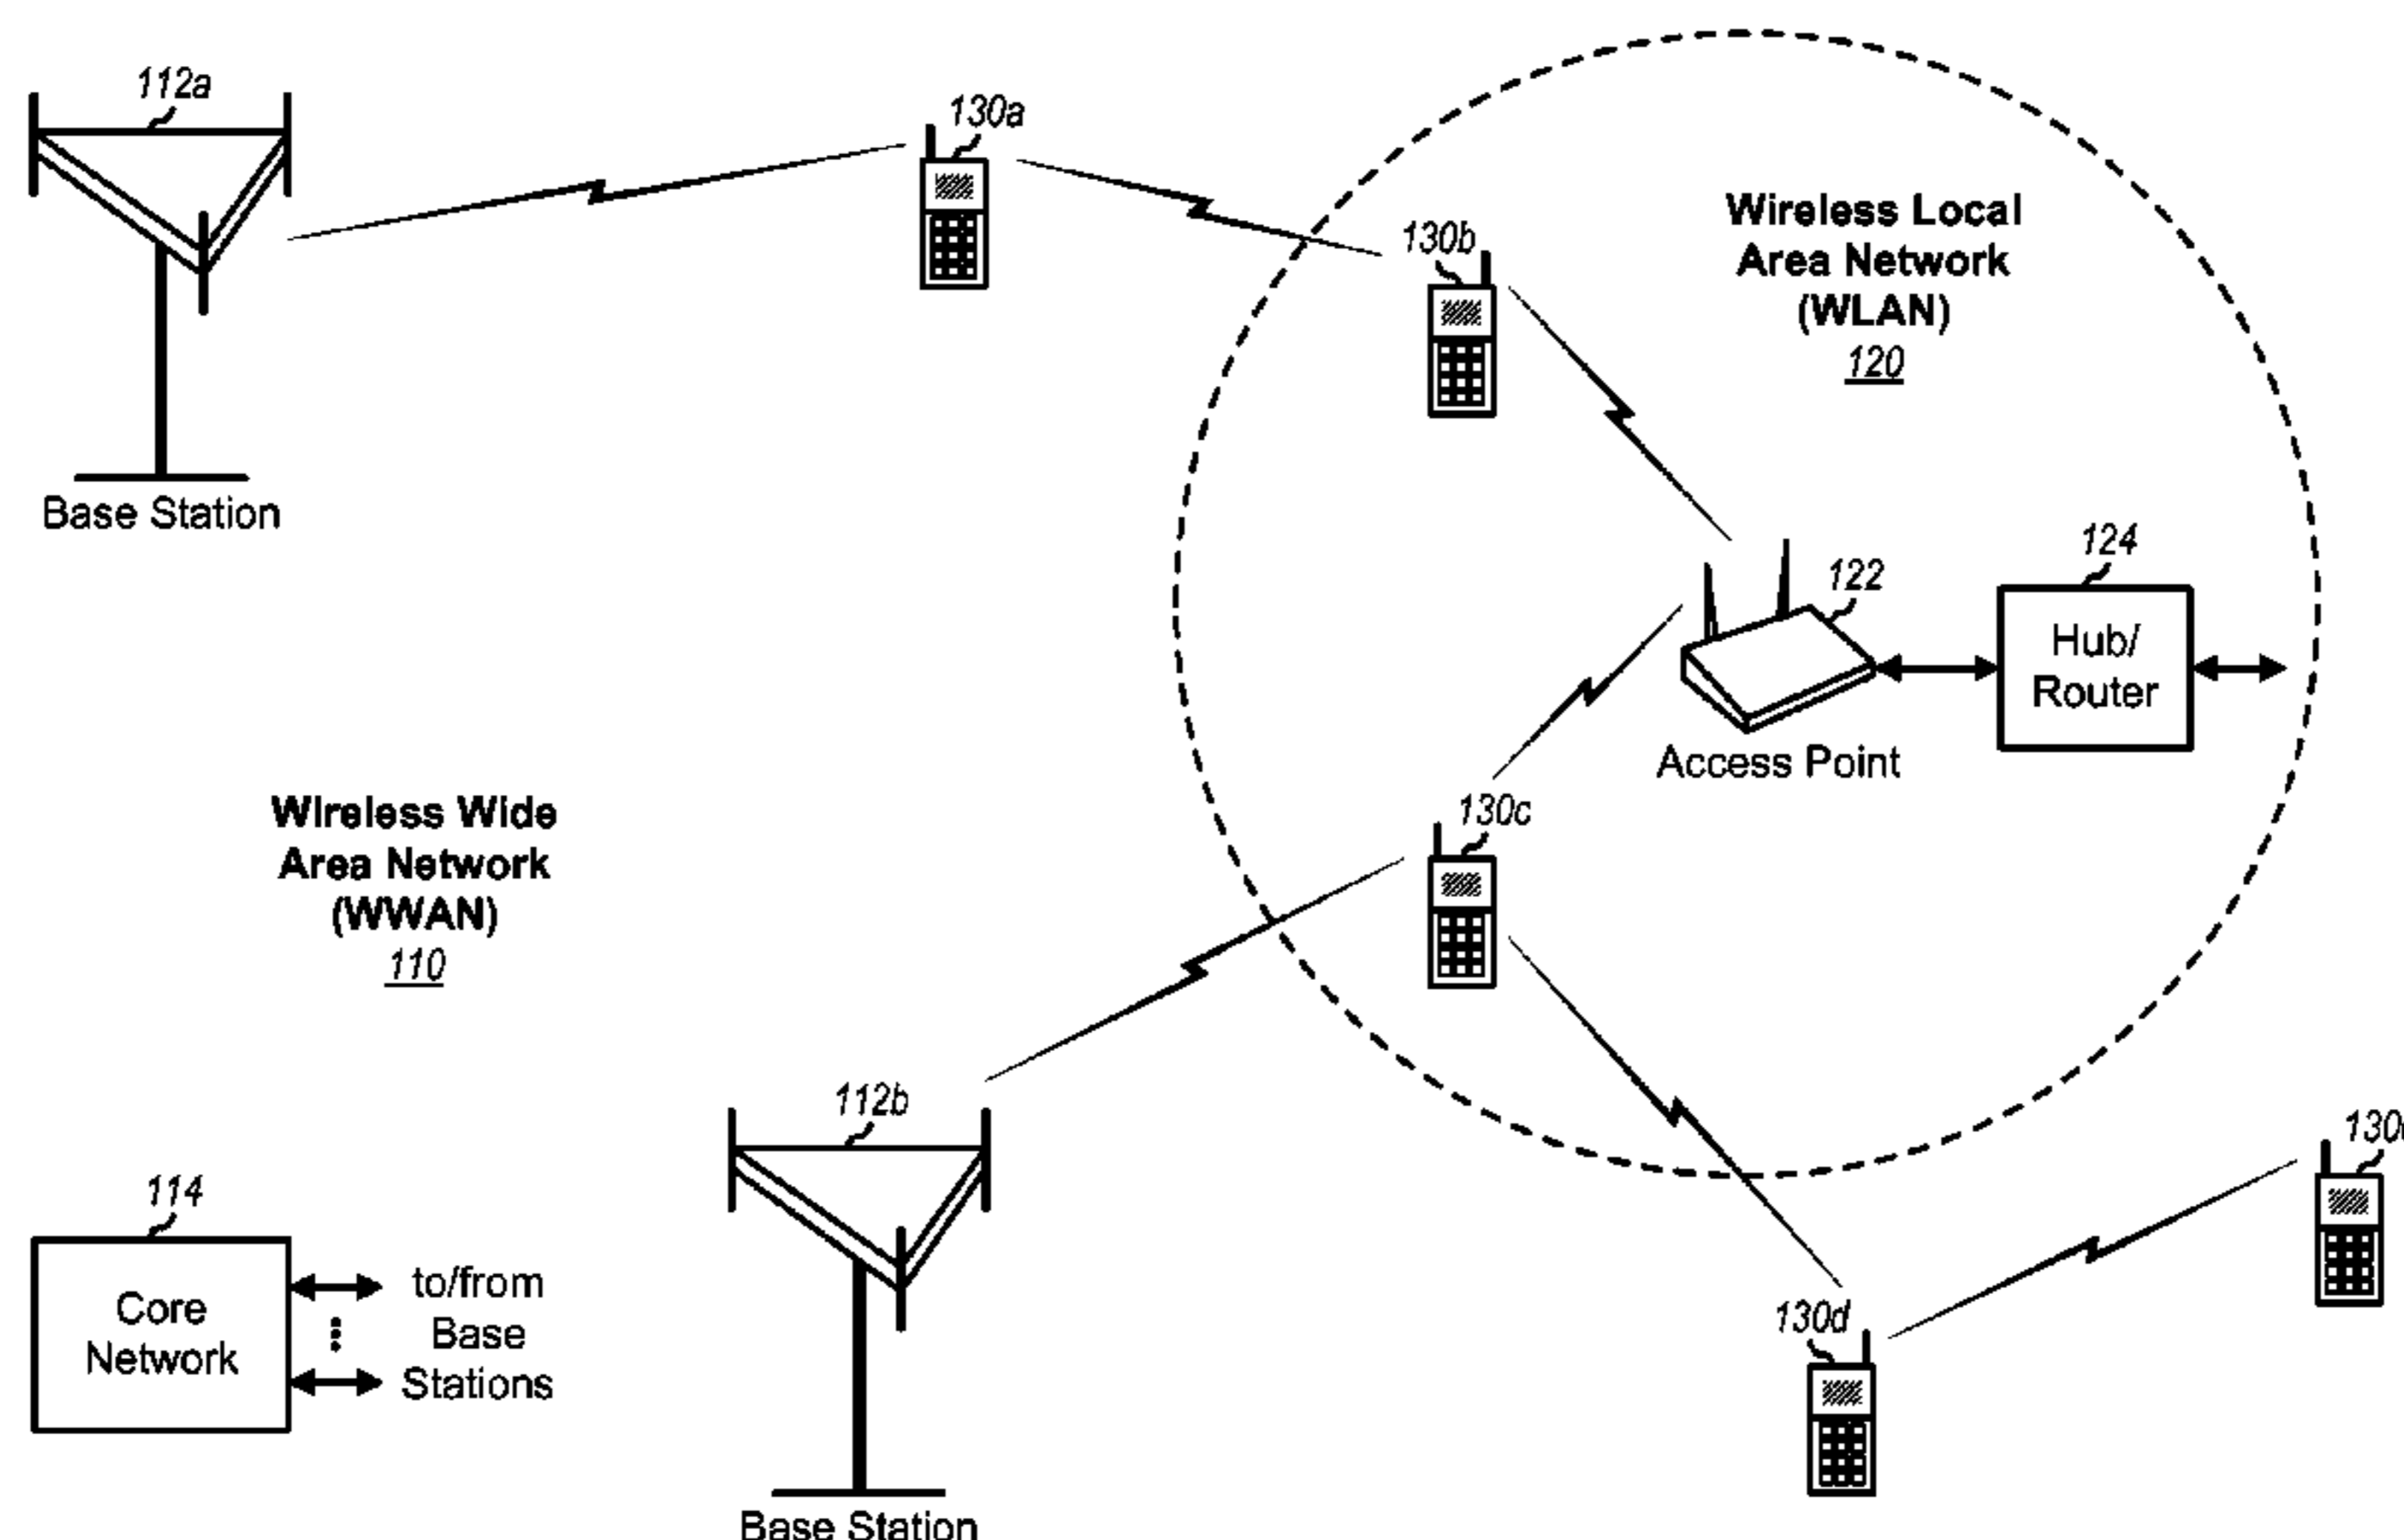 112a
130a
130b
Wireless Local
Area Network
(WLAN)
120
Base Station
124
122
Hub/
Router
Access Point
130c
Wireless Wide
Area Network
(WWAN)
110
112b
114
Core
Network
to/from
Base
Stations
130d
Base Station